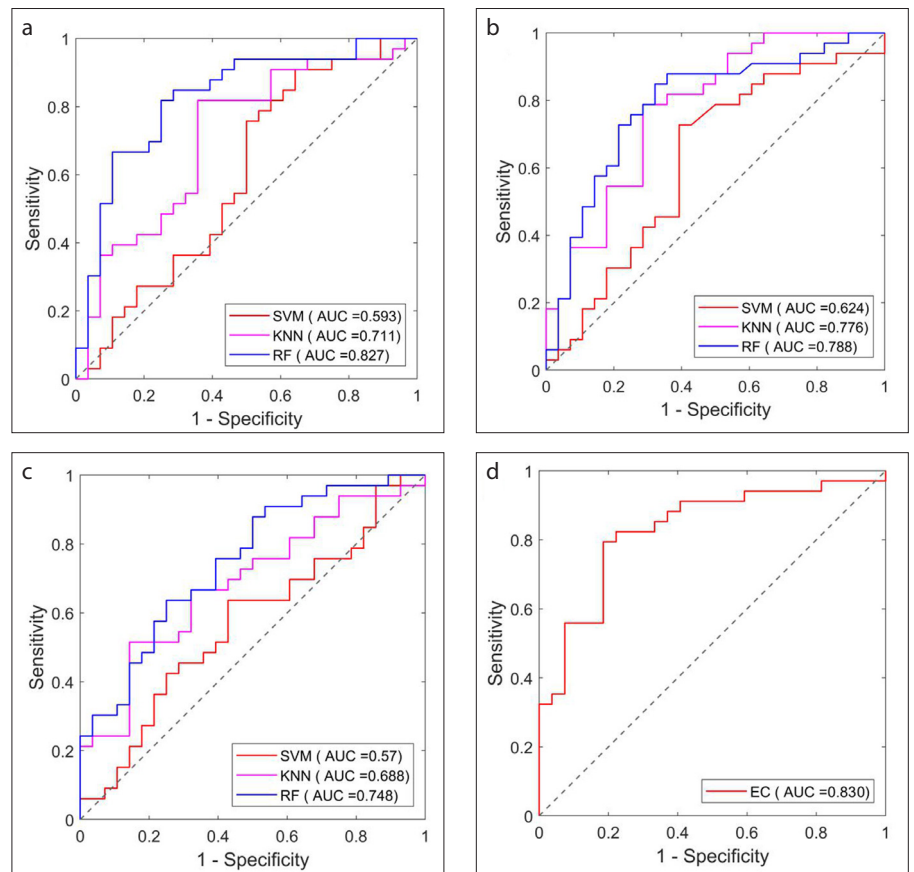 a
1
0.8
0.6
0.4
0.2
0
Sensitivity
SVM ( AUC =0.593)
KNN ( AUC =0.711)
RF ( AUC =0.827)
0 0.2 0.4 0.6 0.8 1
1 - Specificity
b
1
0.8
0.6
0.4
0.2
0
Sensitivity
SVM ( AUC =0.624)
KNN ( AUC =0.776)
RF ( AUC =0.788)
0 0.2 0.4 0.6 0.8 1
1 - Specificity
c
1
0.8
0.6
0.4
0.2
0
Sensitivity
SVM ( AUC =0.57)
KNN ( AUC =0.688)
RF ( AUC =0.748)
0 0.2 0.4 0.6 0.8 1
1 - Specificity
d
1
0.8
0.6
0.4
0.2
0
Sensitivity
EC ( AUC =0.830)
0 0.2 0.4 0.6 0.8 1
1 - Specificity